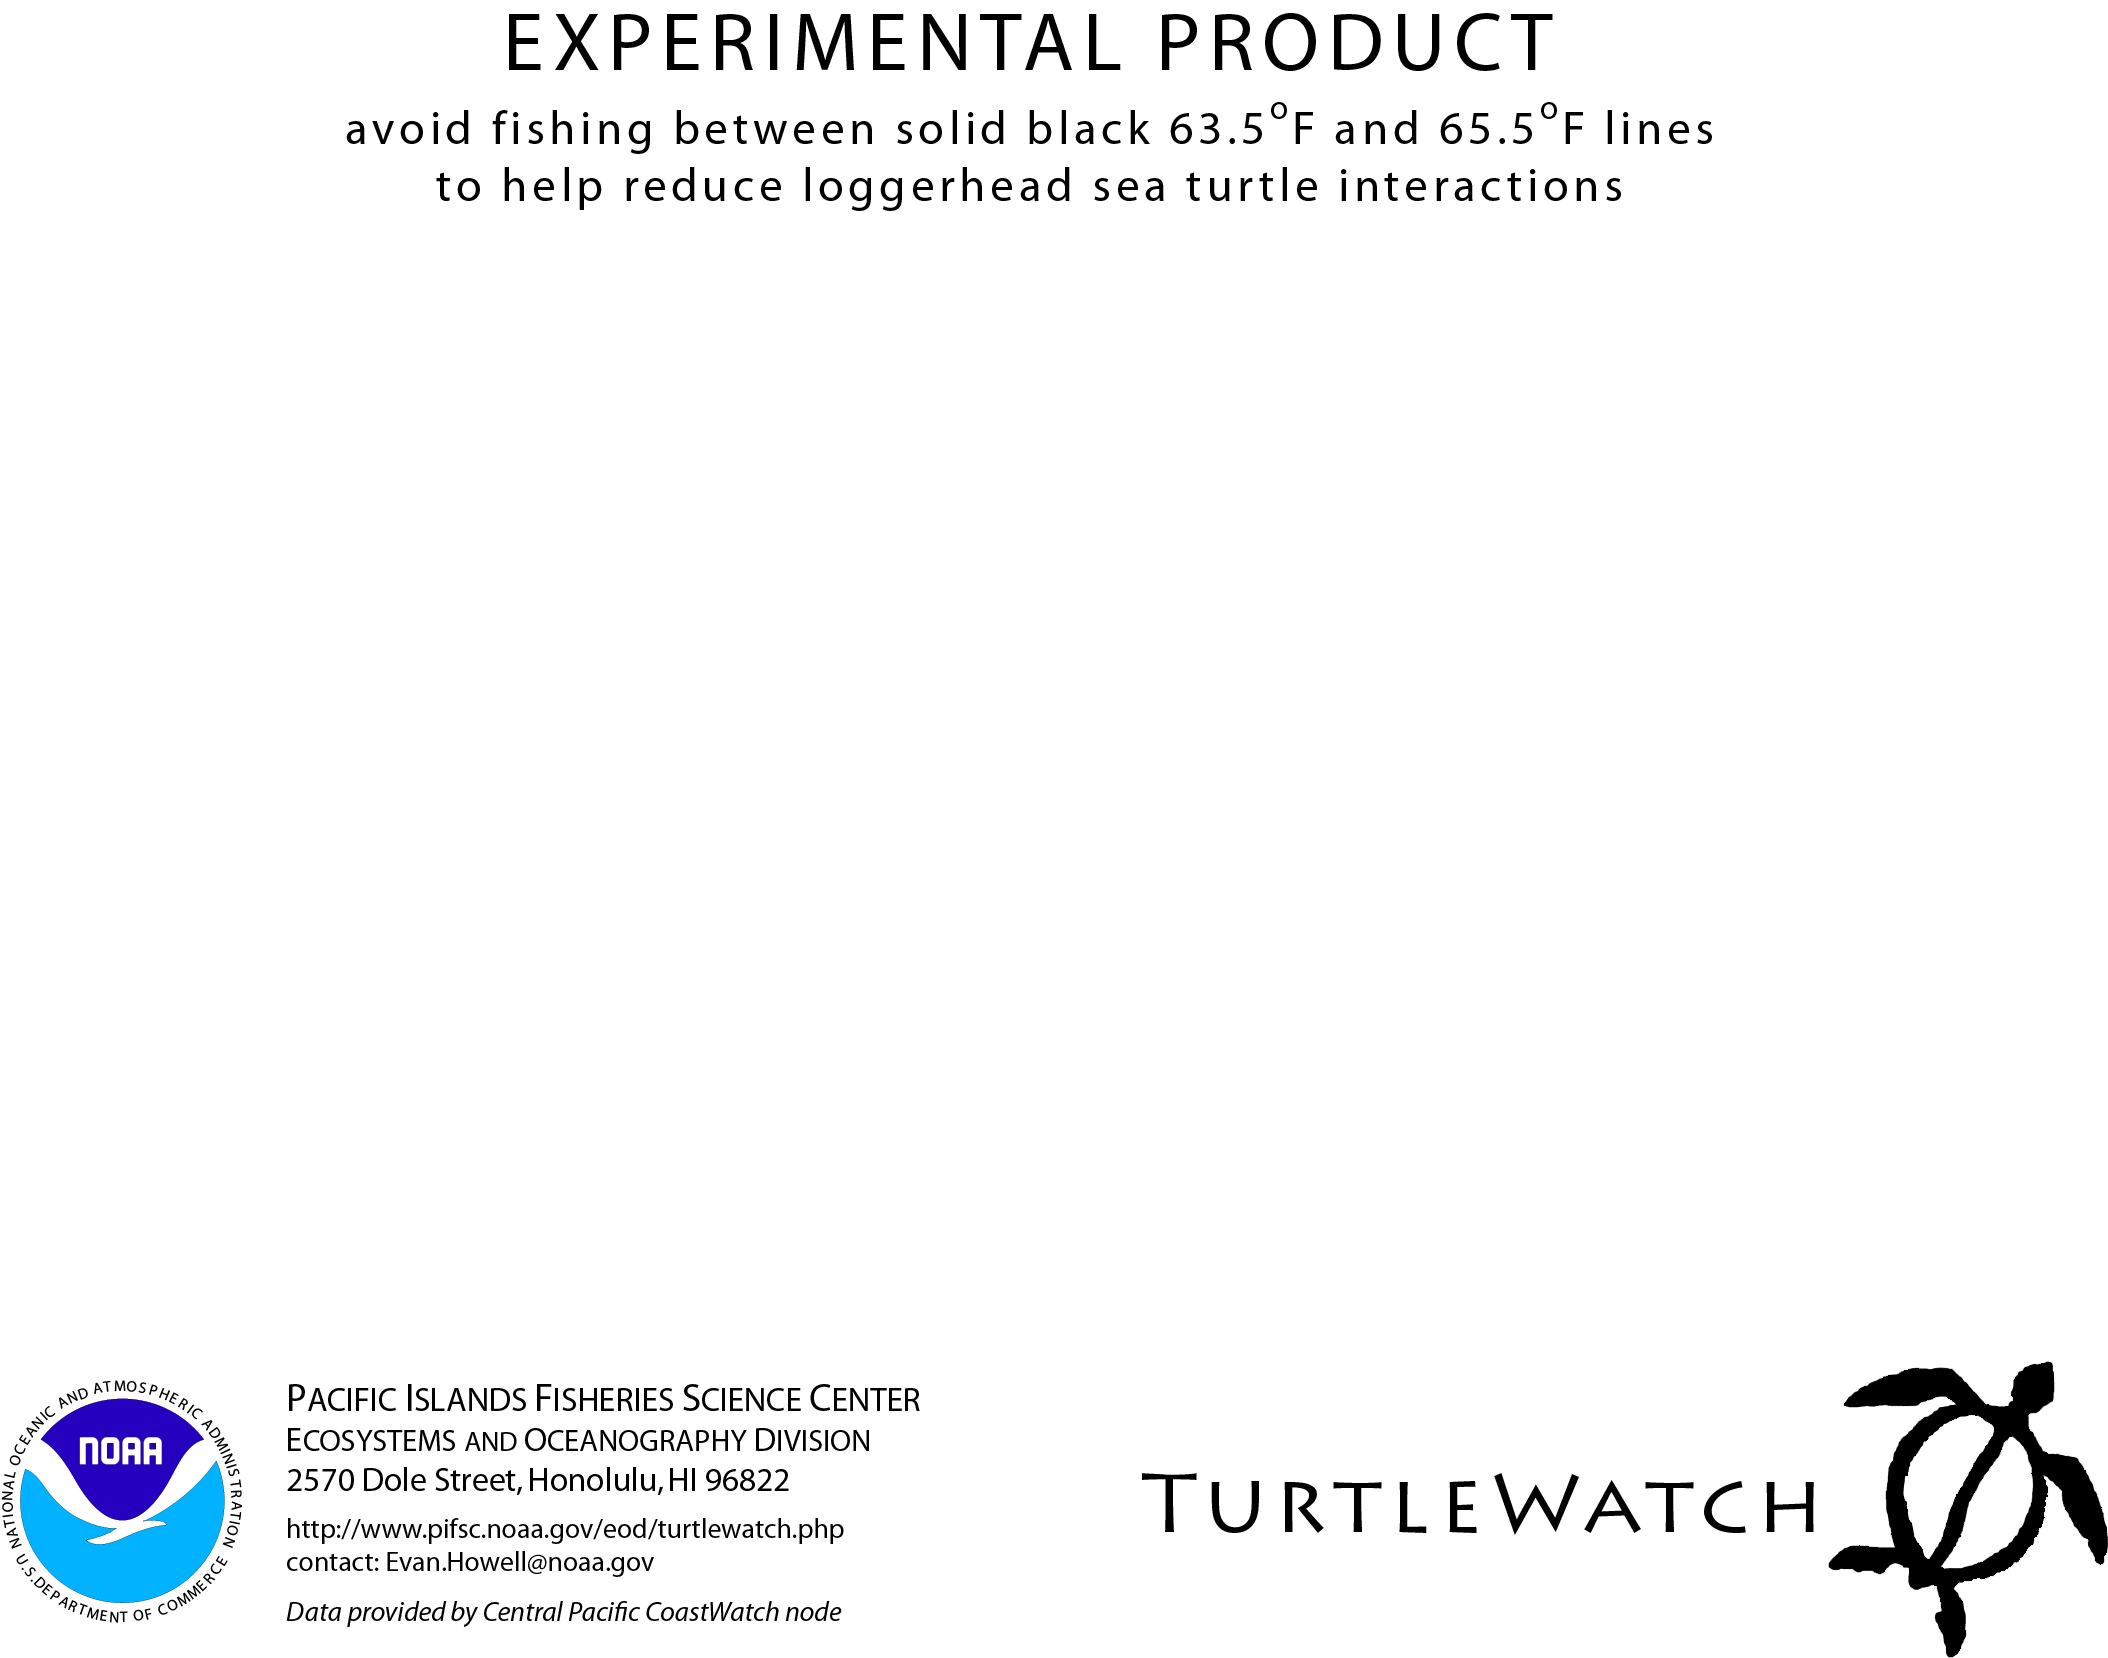 EXPERIMENTAL PRODUCT
avoid fishing between solid black 63.5°F and 65.5°F lines
to help reduce loggerhead sea turtle interactions
NATIONAL OCEANIC AND ATMOSPHERIC ADMINISTRATION
U.S. DEPARTMENT OF COMMERCE
NOAA
PACIFIC ISLANDS FISHERIES SCIENCE CENTER
ECOSYSTEMS AND OCEANOGRAPHY DIVISION
2570 Dole Street, Honolulu, HI 96822
http://www.pifsc.noaa.gov/eod/turtlewatch.php
contact: Evan.Howell@noaa.gov
Data provided by Central Pacific CoastWatch node
TURTLEWATCH